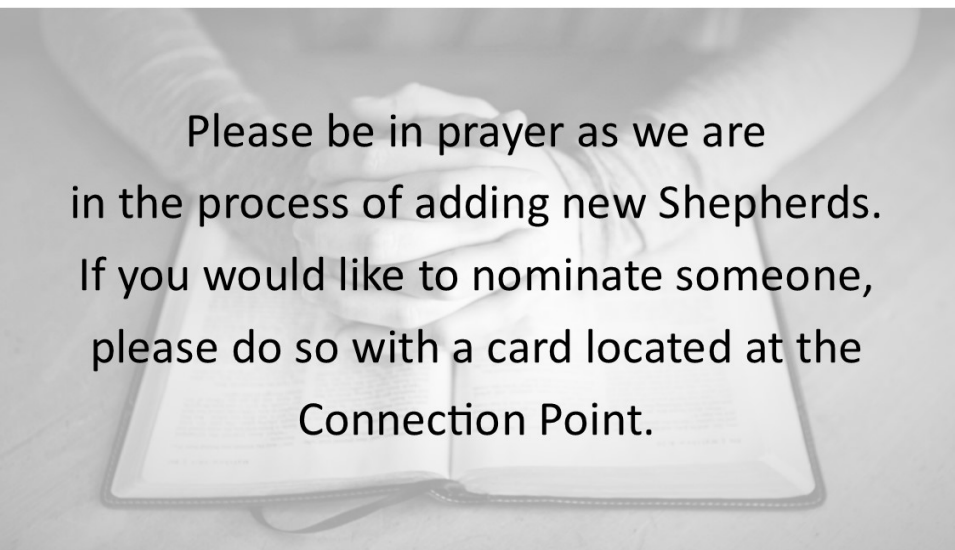 Please be in prayer as we are
in the process of adding new Shepherds.
If you would like to nominate someone,
please do so with a card located at the
Connection Point.